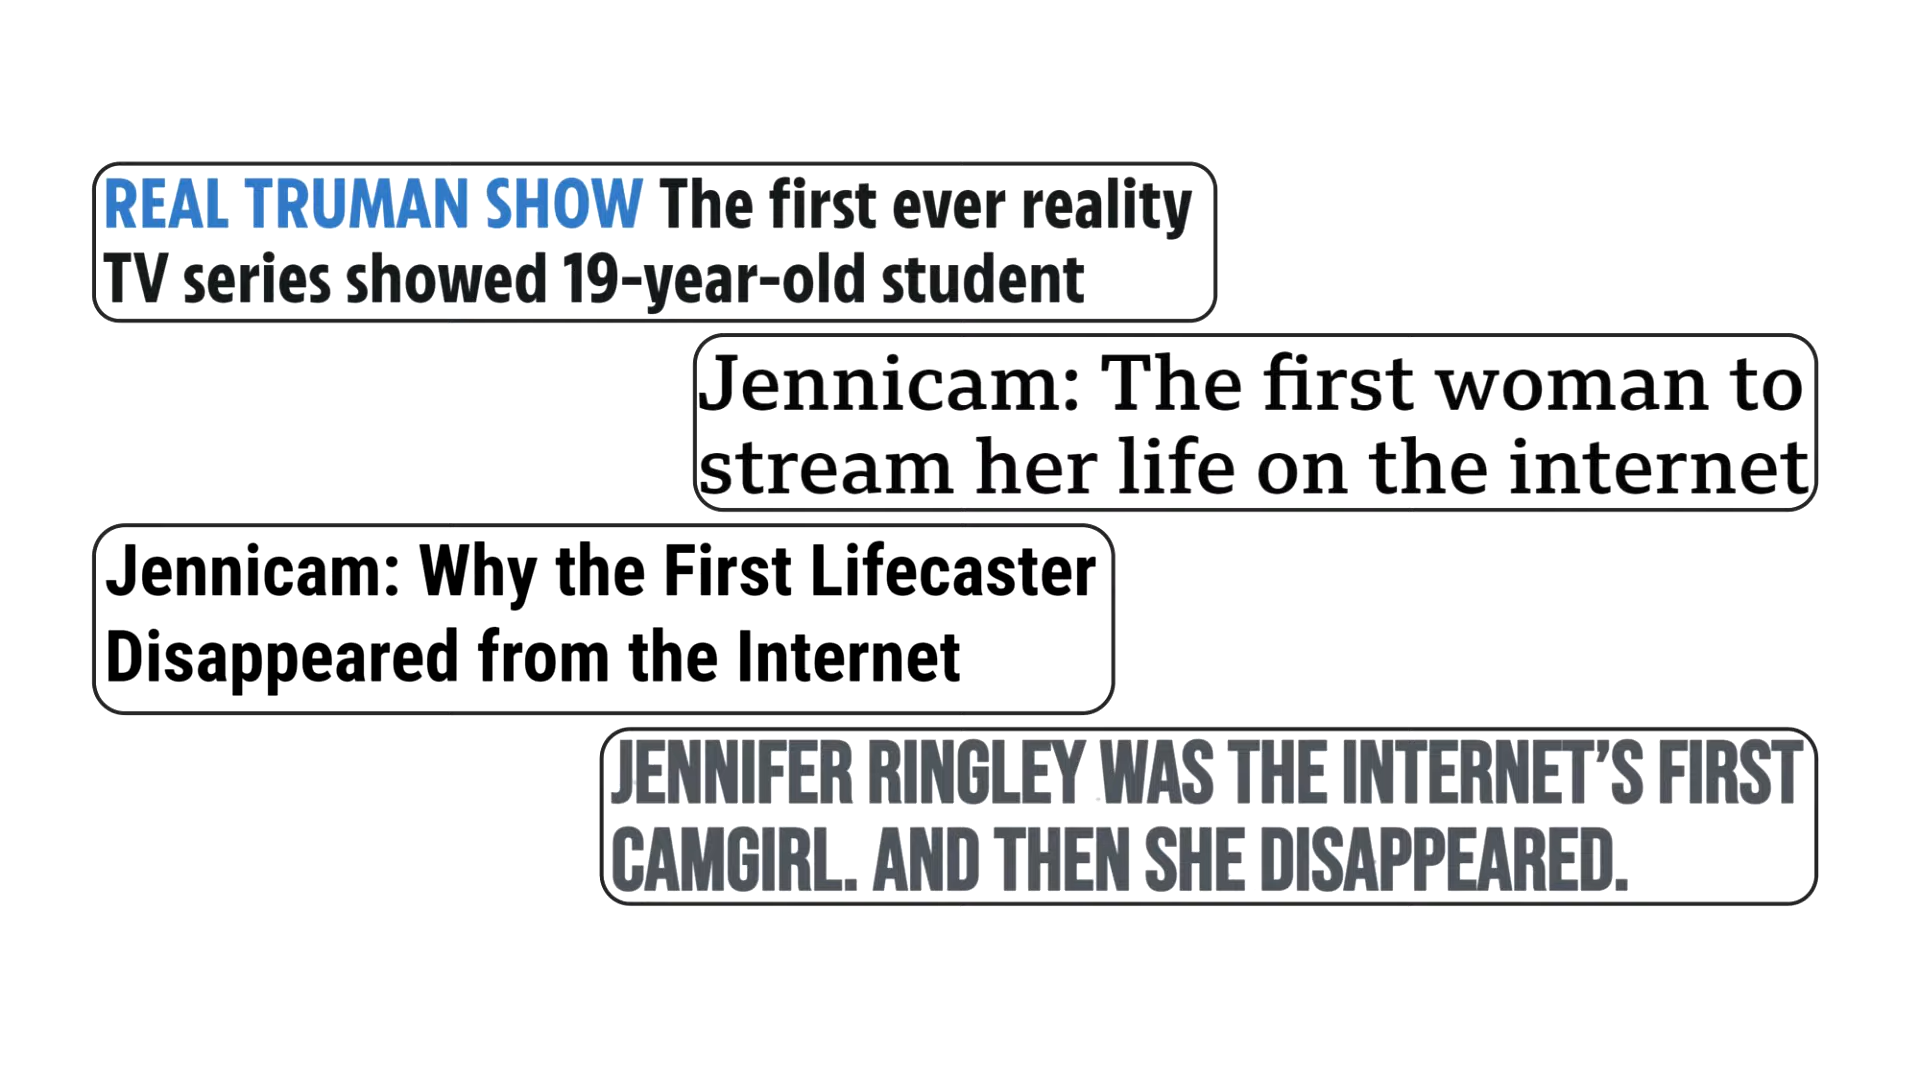 REAL TRUMAN SHOW The first ever reality
TV series showed 19-year-old student
Jennicam: The first woman to
stream her life on the internet
Jennicam: Why the First Lifecaster
Disappeared from the Internet
JENNIFER RINGLEY WAS THE INTERNET’S FIRST
CAMGIRL. AND THEN SHE DISAPPEARED.